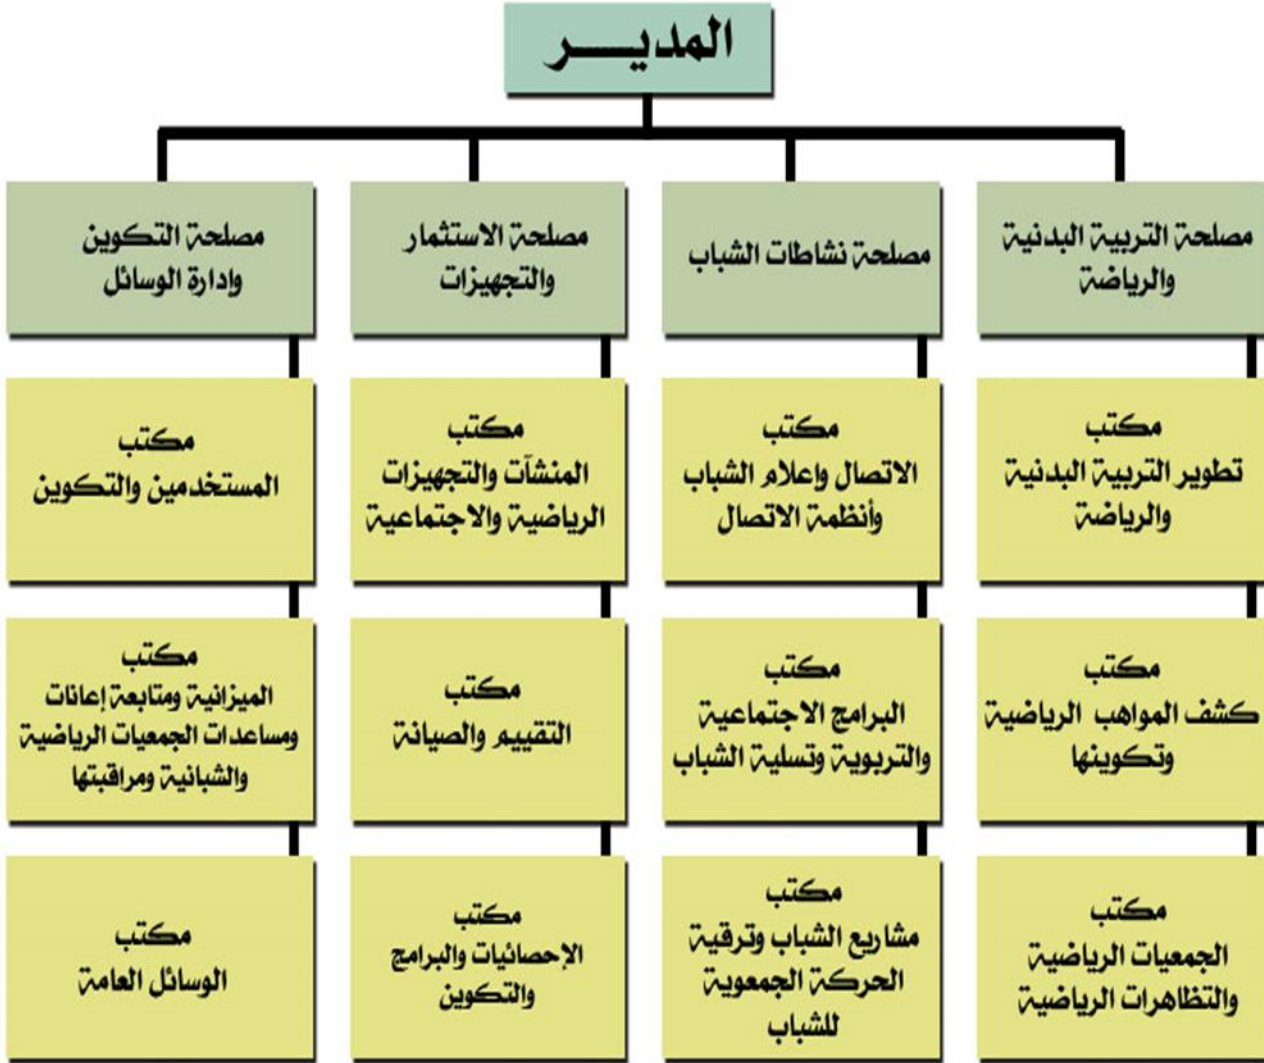 المديــــر
مصلحة التربية البدنية
والرياضة
مصلحة نشاطات الشباب
مصلحة الاستثمار
والتجهيزات
مصلحة التكوين
وادارة الوسائل
مكتب
تطوير التربية البدنية
والرياضة
مكتب
الاتصال واعلام الشباب
وأنظمة الاتصال
مكتب
المنشآت والتجهيزات
الرياضية والاجتماعية
مكتب
المستخدمين والتكوين
مكتب
كشف المواهب الرياضية
وتكوينها
مكتب
البرامج الاجتماعية
والتربوية وتسلية الشباب
مكتب
التقييم والصيانة
مكتب
الميزانية ومتابعة إعانات
ومساعدات الجمعيات الرياضية
والشبانية ومراقبتها
مكتب
الجمعيات الرياضية
والتظاهرات الرياضية
مكتب
مشاريع الشباب وترقية
الحركة الجمعوية
للشباب
مكتب
الإحصائيات والبرامج
والتكوين
مكتب
الوسائل العامة